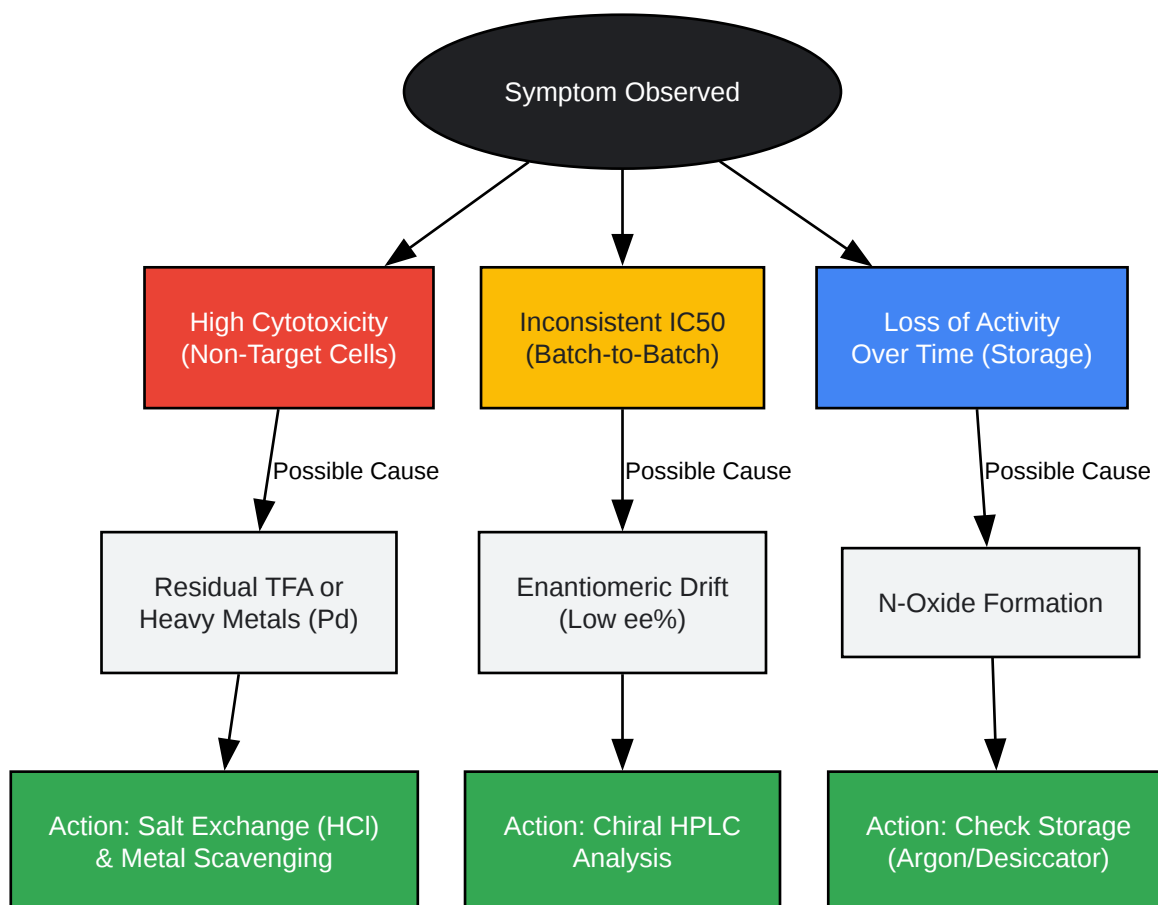 Symptom Observed
High Cytotoxicity
(Non-Target Cells)
Inconsistent IC50
(Batch-to-Batch)
Loss of Activity
Over Time (Storage)
Possible Cause
Possible Cause
Possible Cause
Residual TFA or
Heavy Metals (Pd)
Enantiomeric Drift
(Low ee%)
N-Oxide Formation
Action: Salt Exchange (HCl)
& Metal Scavenging
Action: Chiral HPLC
Analysis
Action: Check Storage
(Argon/Desiccator)